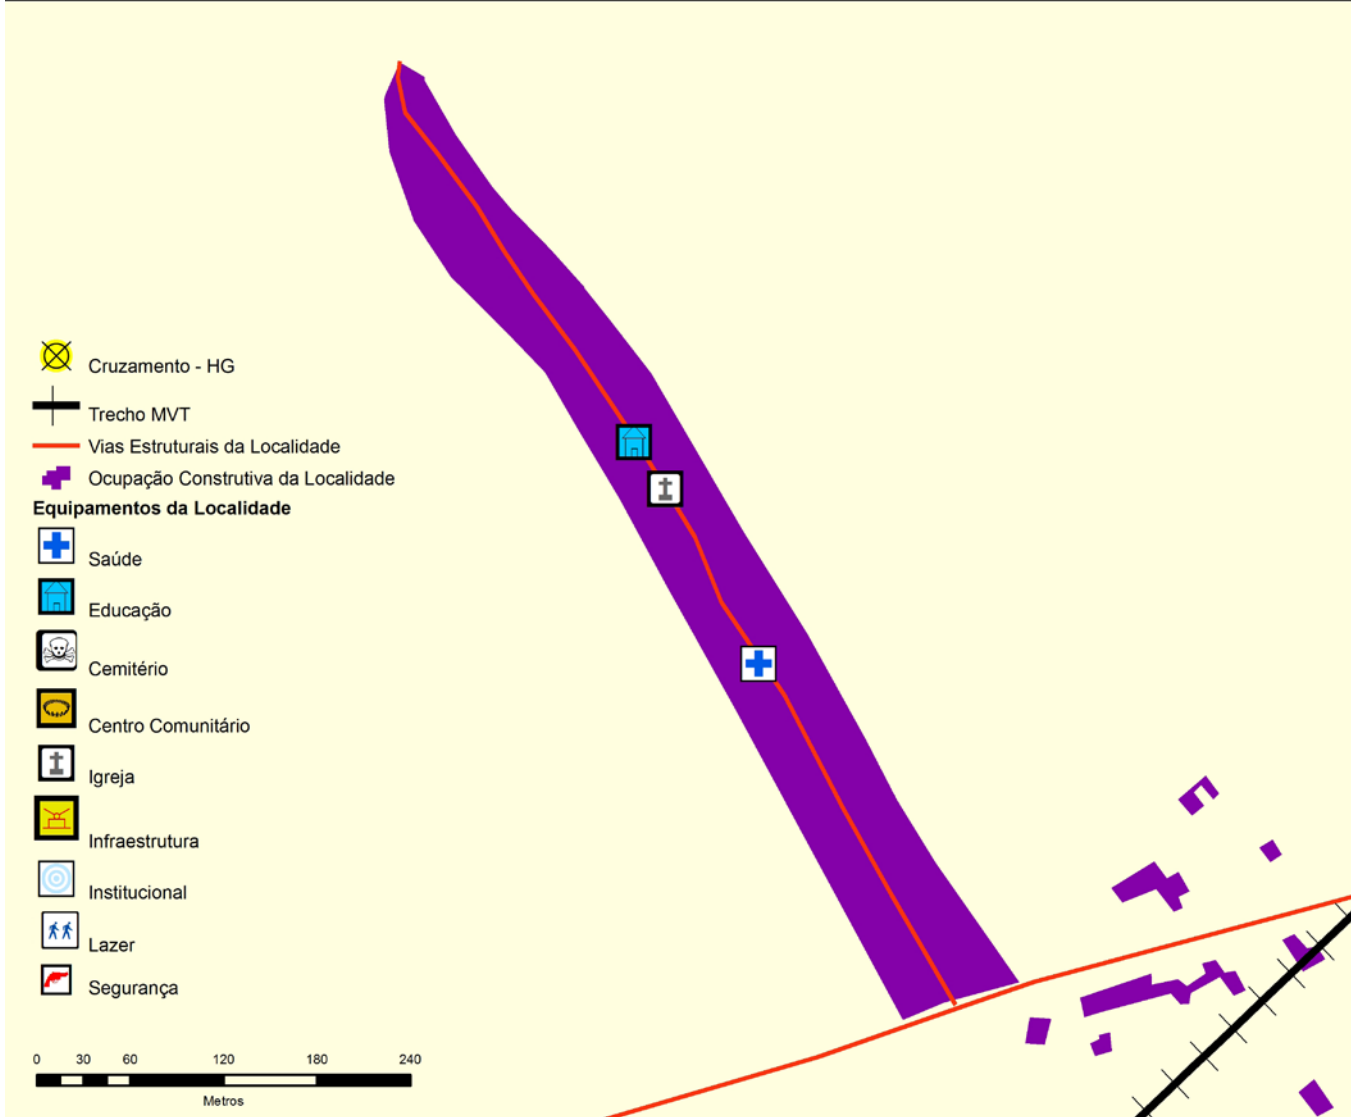 Cruzamento - HG
Trecho MVT
Vias Estruturais da Localidade
Ocupação Construtiva da Localidade
Equipamentos da Localidade
Saúde
Educação
Cemitério
Centro Comunitário
Igreja
Infraestrutura
Institucional
Lazer
Segurança
0 30 60 120 180 240
Metros